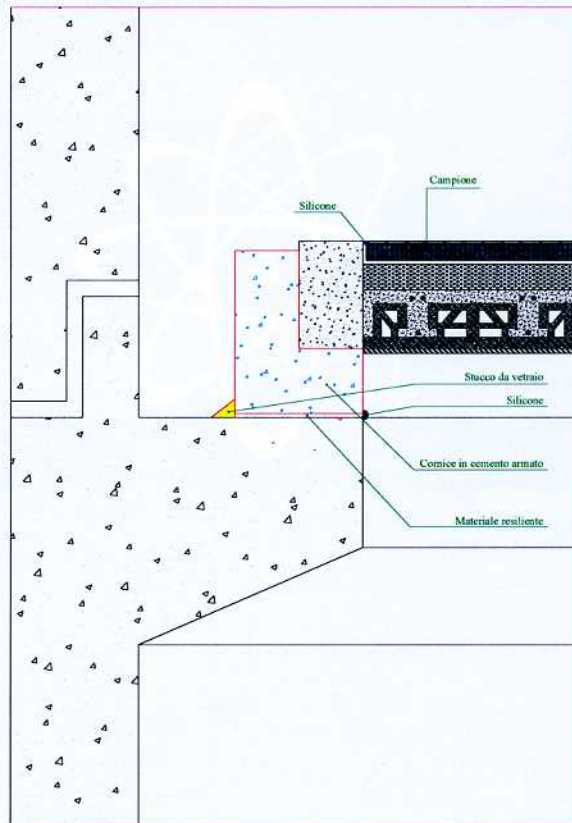 Campione
Silicone
Stucco da vetraio
Silicone
Cornice in cemento armato
Materiale resiliente